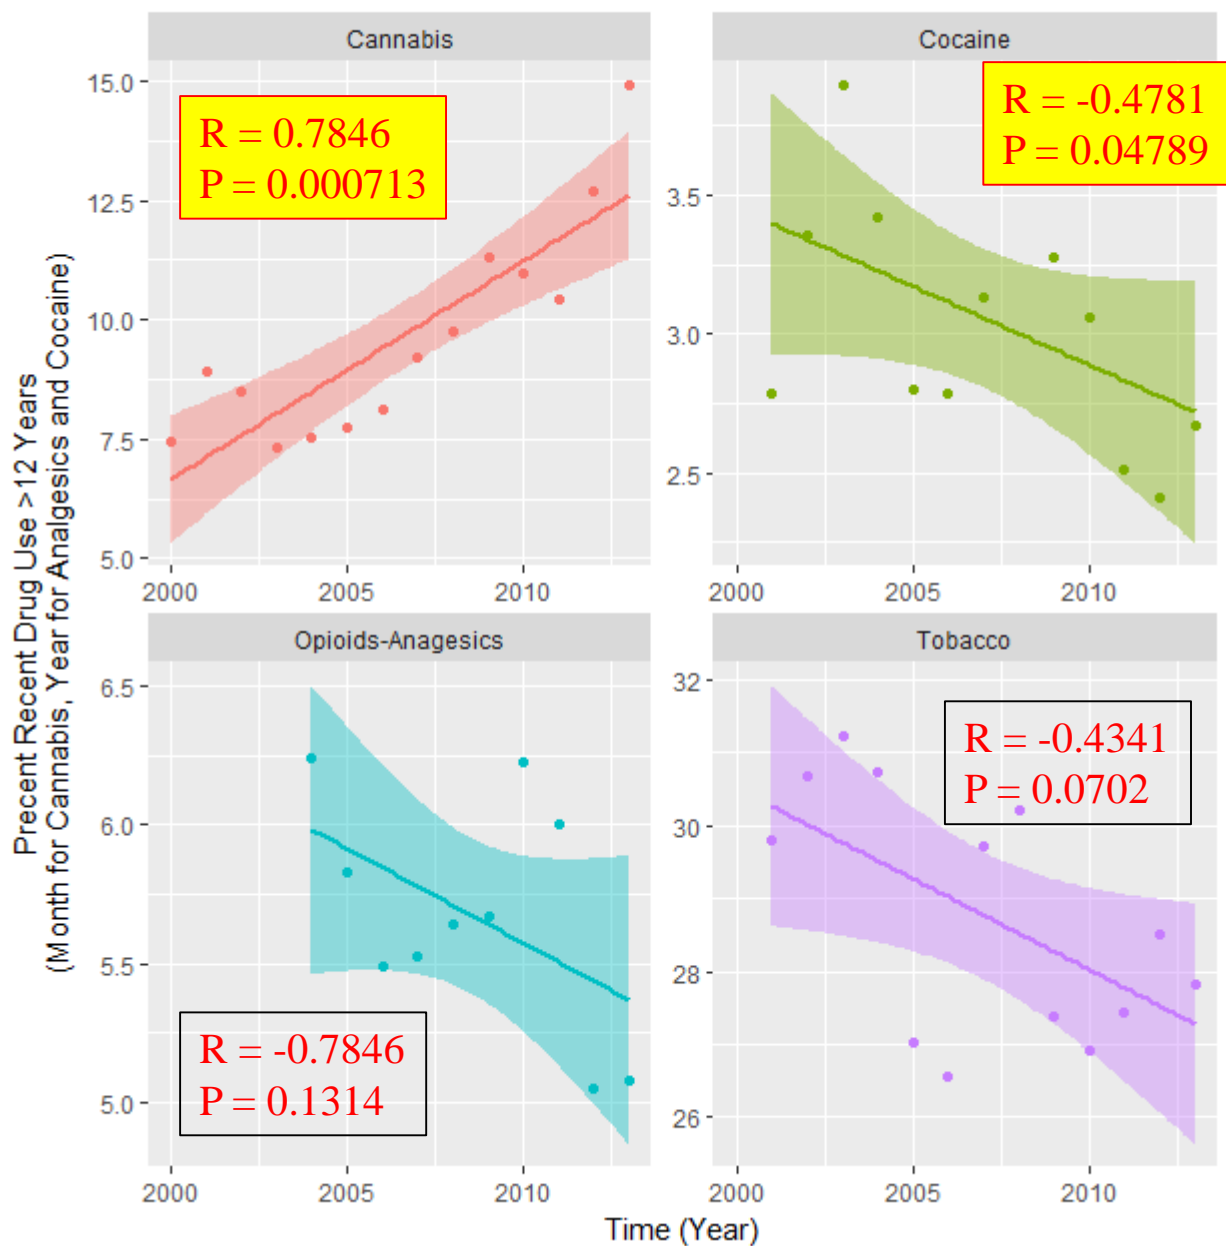 Cannabis
Cocaine
15.0
12.5
10.0
7.5
5.0
R = 0.7846
P = 0.000713
3.5
3.0
2.5
R = -0.4781
P = 0.04789
2000
2005
2010
2000
2005
2010
Precent Recent Drug Use >12 Years
(Month for Cannabis, Year for Analgesics and Cocaine)
Opioids-Anagesics
Tobacco
6.5
6.0
5.5
5.0
R = -0.7846
P = 0.1314
32
30
28
26
R = -0.4341
P = 0.0702
2000
2005
2010
2000
2005
2010
Time (Year)